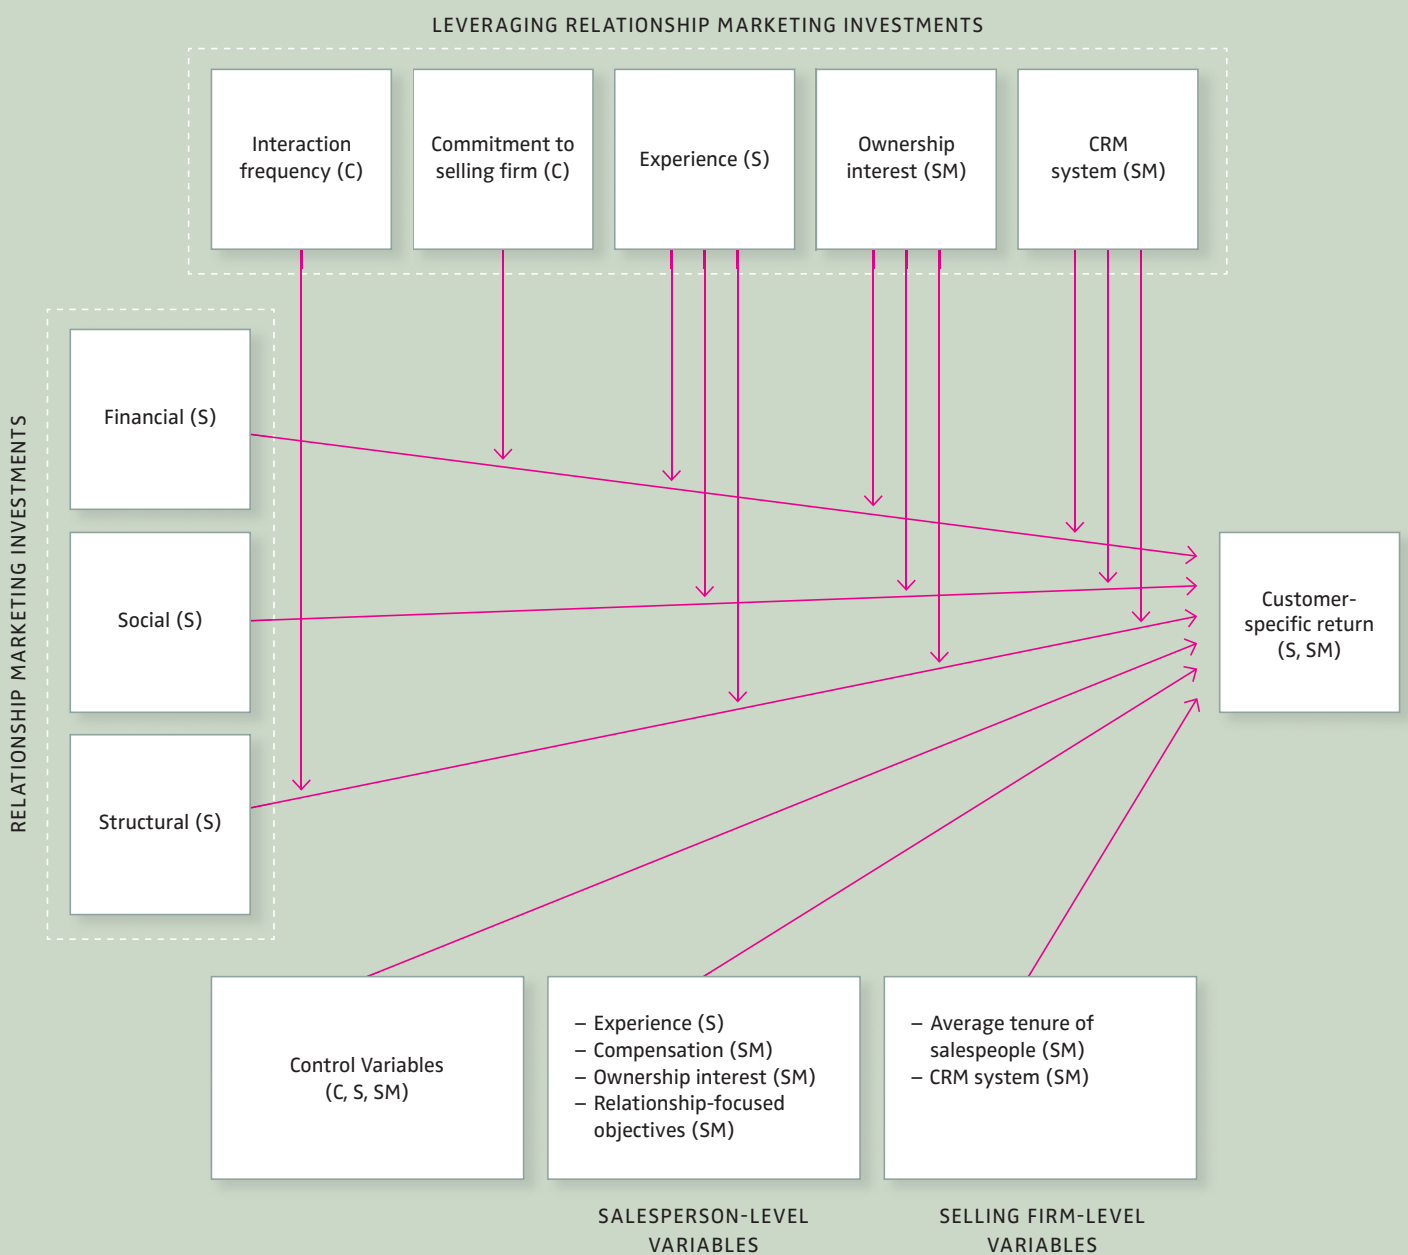 LEVERAGING RELATIONSHIP MARKETING INVESTMENTS
Interaction
frequency (C)
Commitment to
selling firm (C)
Experience (S)
Ownership
interest (SM)
CRM
system (SM)
RELATIONSHIP MARKETING INVESTMENTS
Financial (S)
Social (S)
Structural (S)
Customer-
specific return
(S, SM)
Control Variables
(C, S, SM)
– Experience (S)
– Compensation (SM)
– Ownership interest (SM)
– Relationship-focused
objectives (SM)
– Average tenure of
salespeople (SM)
– CRM system (SM)
SALESPERSON-LEVEL
VARIABLES
SELLING FIRM-LEVEL
VARIABLES